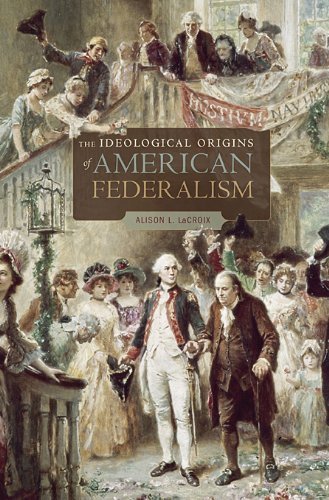 THE IDEOLOGICAL ORIGINS
of AMERICAN
FEDERALISM
ALISON L. LACROIX